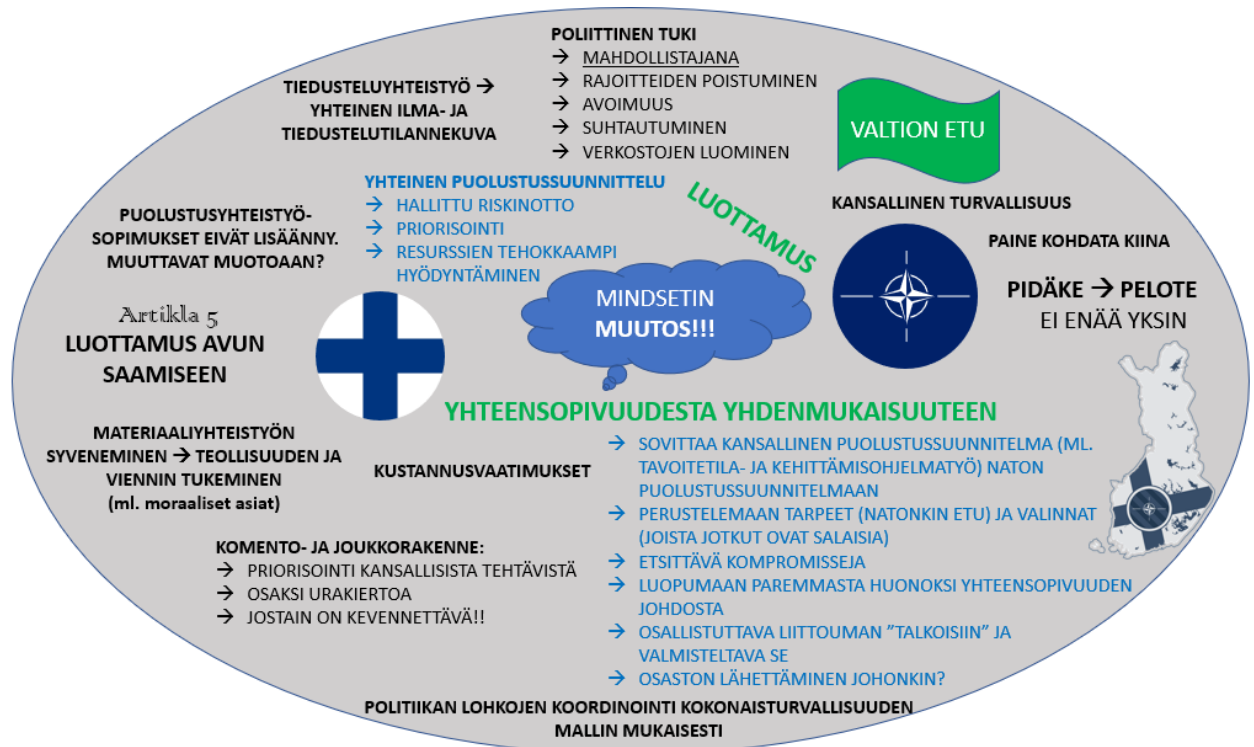 POLIITTINEN TUKI
→ MAHDOLLISTAJANA
→ RAJOITTEIDEN POISTUMINEN
→ AVOIMUUS
→ SUHTAUTUMINEN
→ VERKOSTOJEN LUOMINEN
TIEDUSTELUYHTEISTYÖ →
YHTEINEN ILMA- JA
TIEDUSTELUTILANNEKUVA
VALTION ETU
YHTEINEN PUOLUSTUSSUUNNITTELU
→ HALLITTU RISKINOTTO
→ PRIORISOINTI
→ RESURSSIEN TEHOKKAAMPI
HYÖDYNTÄMINEN
LUOTTAMUS
KANSALLINEN TURVALLISUUS
PUOLUSTUSYHTEISTYÖ-
SOPIMUKSET EIVÄT LISÄÄNNY.
MUUTTAVAT MUOTOAAN?
PAINE KOHDATA KIINA
MINDSETIN
MUUTOS!!!
PIDÄKE → PELOTE
EI ENÄÄ YKSIN
Artikla 5
LUOTTAMUS AVUN
SAAMISEEN
YHTEENSOPIVUUDESTA YHDENMUKAISUUTEEN
→ SOVITTAA KANSALLINEN PUOLUSTUSSUUNNITELMA (ML.
TAVOITETILA- JA KEHITTÄMISOHJELMATYÖ) NATON
PUOLUSTUSSUUNNITELMAAN
→ PERUSTELEMAAN TARPEET (NATONKIN ETU) JA VALINNAT
(JOISTA JOTKUT OVAT SALAISIA)
→ ETSITTÄVÄ KOMPROMISSEJA
→ LUOPUMAAN PAREMMASTA HUONOKSI YHTEENSOPIVUUDEN
JOHDOSTA
→ OSALLISTUTTAVA LIITTOUMAN ”TALKOISIIN” JA
VALMISTELTAVA SE
→ OSASTON LÄHETTÄMINEN JOHONKIN?
MATERIAALIYHTEISTYÖN
SYVENEMINEN → TEOLLISUUDEN JA
VIENNIN TUKEMINEN
(ml. moraaliset asiat)
KUSTANNUSVAATIMUKSET
KOMENTO- JA JOUKKORAKENNE:
→ PRIORISOINTI KANSALLISISTA TEHTÄVISTÄ
→ OSAKSI URAKIERTOA
→ JOSTAIN ON KEVENNETTÄVÄ!!
POLITIIKAN LOHKOJEN KOORDINOINTI KOKONAISTURVALLISUUDEN
MALLIN MUKAISESTI